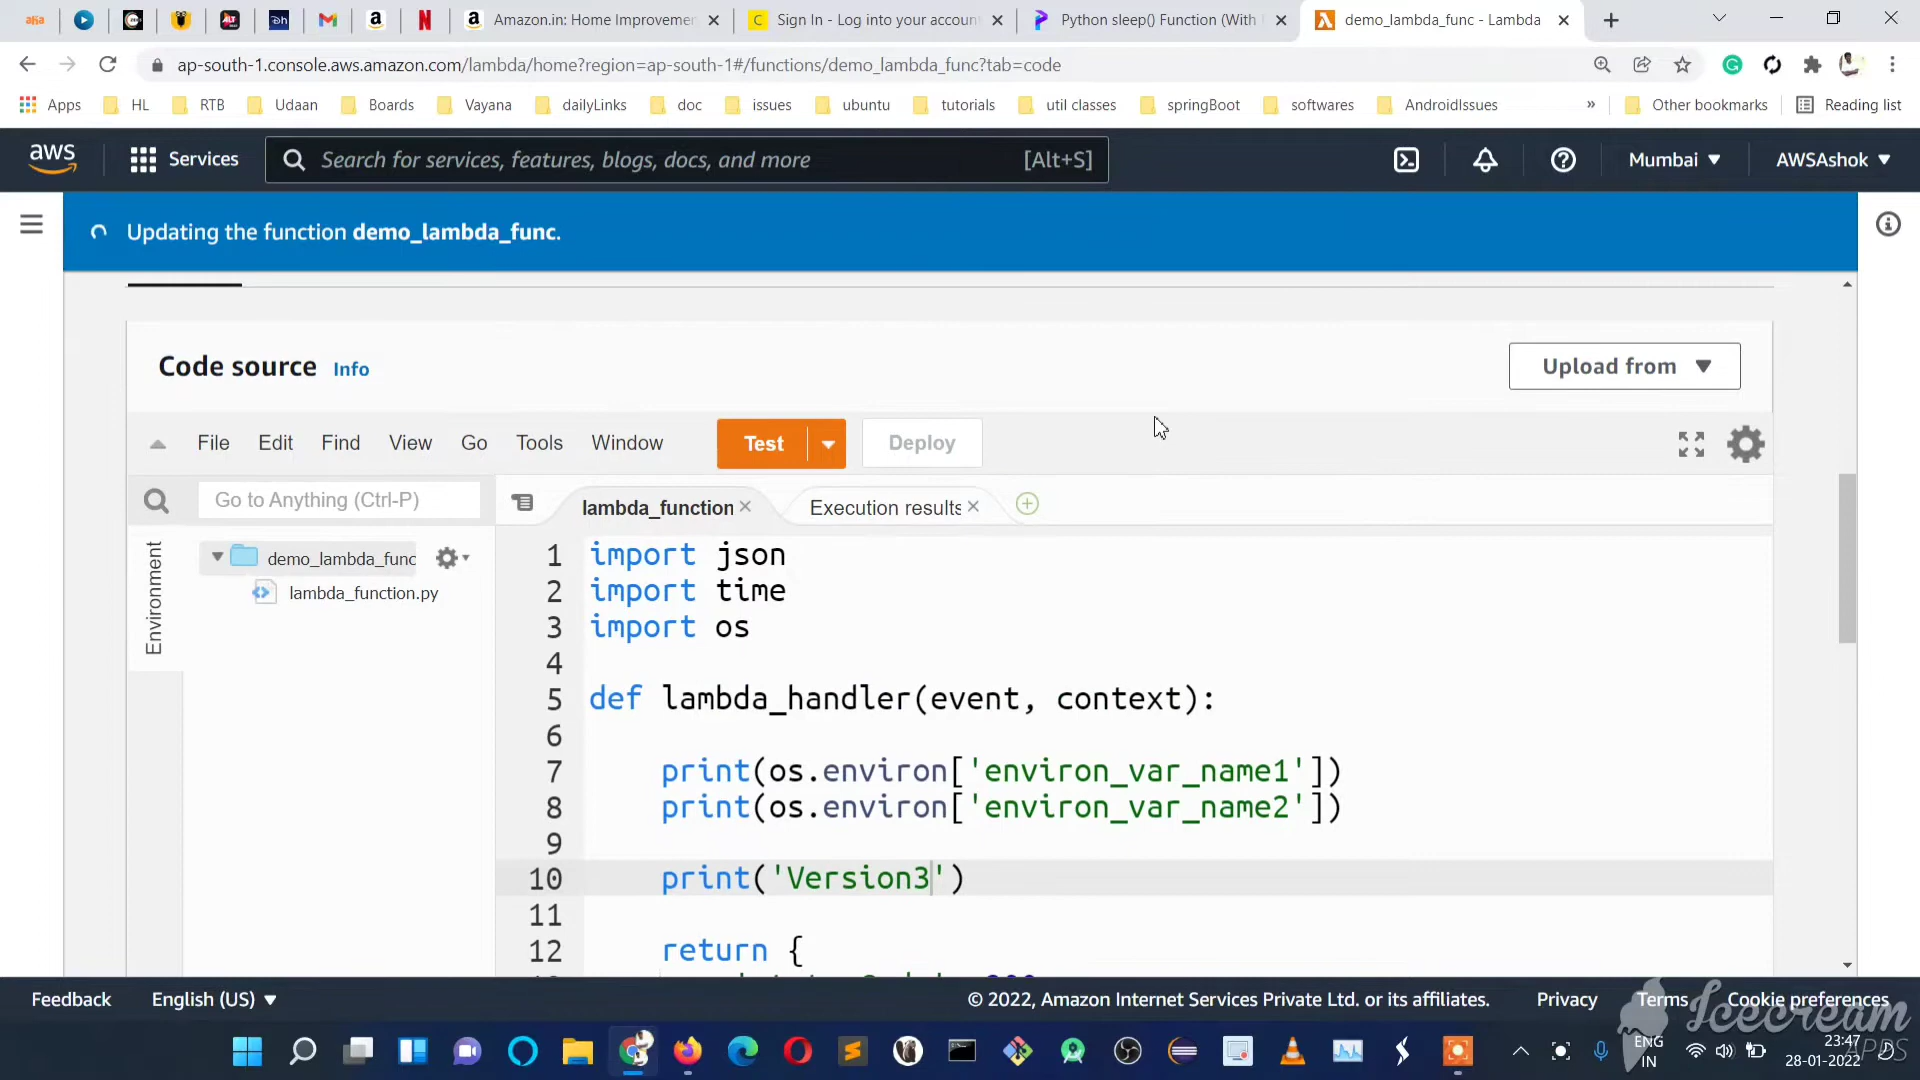 aha
ALT
Dh
Amazon.in: Home Improvemen
Sign In - Log into your accoun
Python sleep() Function (With
demo_lambda_func - Lambda
ap-south-1.console.aws.amazon.com/lambda/home?region=ap-south-1#/functions/demo_lambda_func?tab=code
Apps
HL
RTB
Udaan
Boards
Vayana
dailyLinks
doc
issues
ubuntu
tutorials
util classes
springBoot
softwares
AndroidIssues
»
Other bookmarks
Reading list
aws
Services
Search for services, features, blogs, docs, and more
[Alt+S]
Mumbai
AWSAshok
Updating the function demo_lambda_func.
Code source
Info
Upload from
File
Edit
Find
View
Go
Tools
Window
Test
Deploy
Go to Anything (Ctrl-P)
lambda_function
Execution results
Environment
demo_lambda_func
lambda_function.py
1 import json
2 import time
3 import os
4
5 def lambda_handler(event, context):
6
7 print(os.environ['environ_var_name1'])
8 print(os.environ['environ_var_name2'])
9
10 print('Version3')
11
12 return {
Feedback
English (US)
© 2022, Amazon Internet Services Private Ltd. or its affiliates.
Privacy
Terms
Cookie preferences
Icecream
APPS
ENG
IN
23:47
28-01-2022